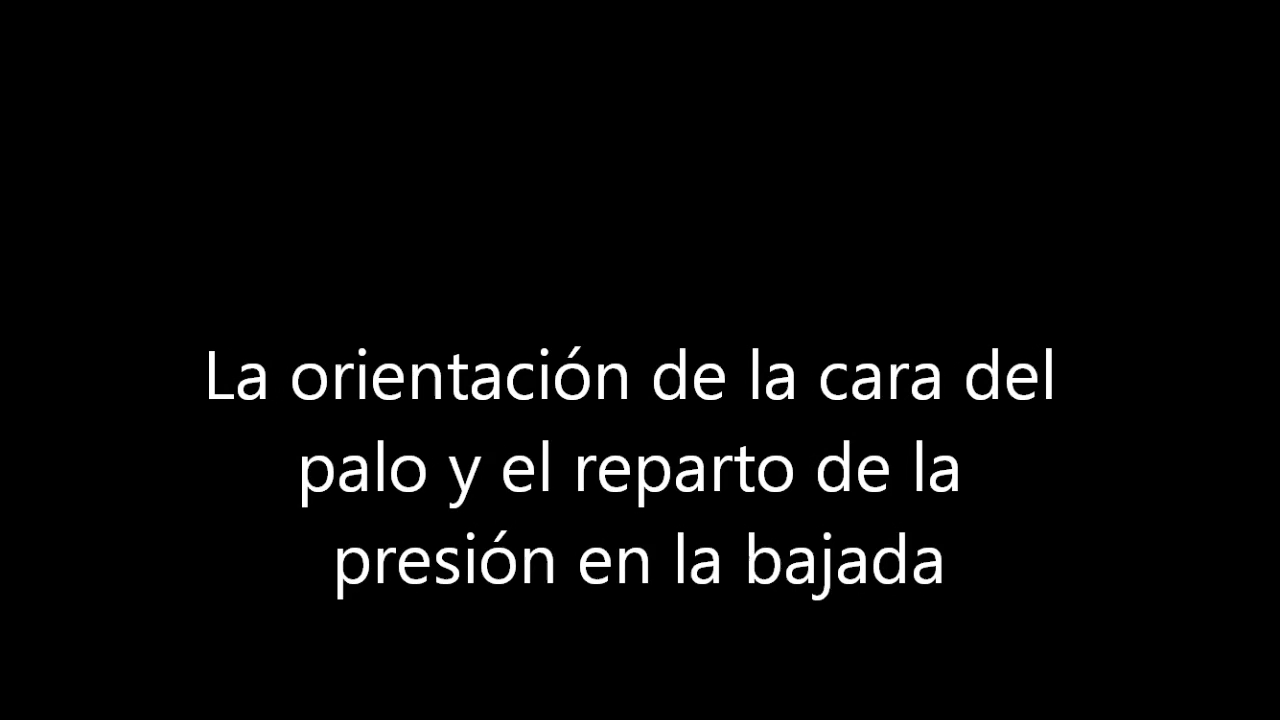 La orientación de la cara del
palo y el reparto de la
presión en la bajada